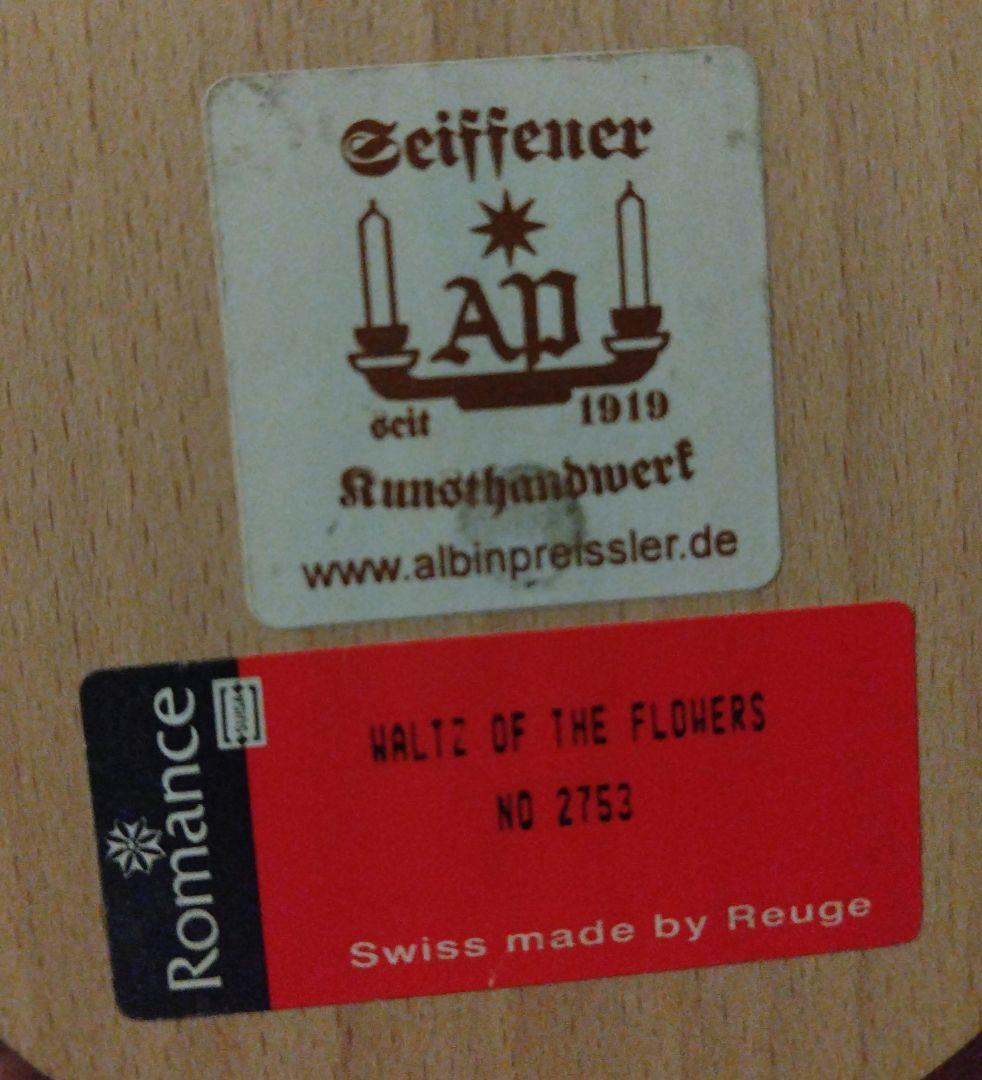 Seiffener
AP
seit 1919
Kunsthandwerk
www.albinpreissler.de
Romance
WALTZ OF THE FLOWERS
NO 2753
Swiss made by Reuge